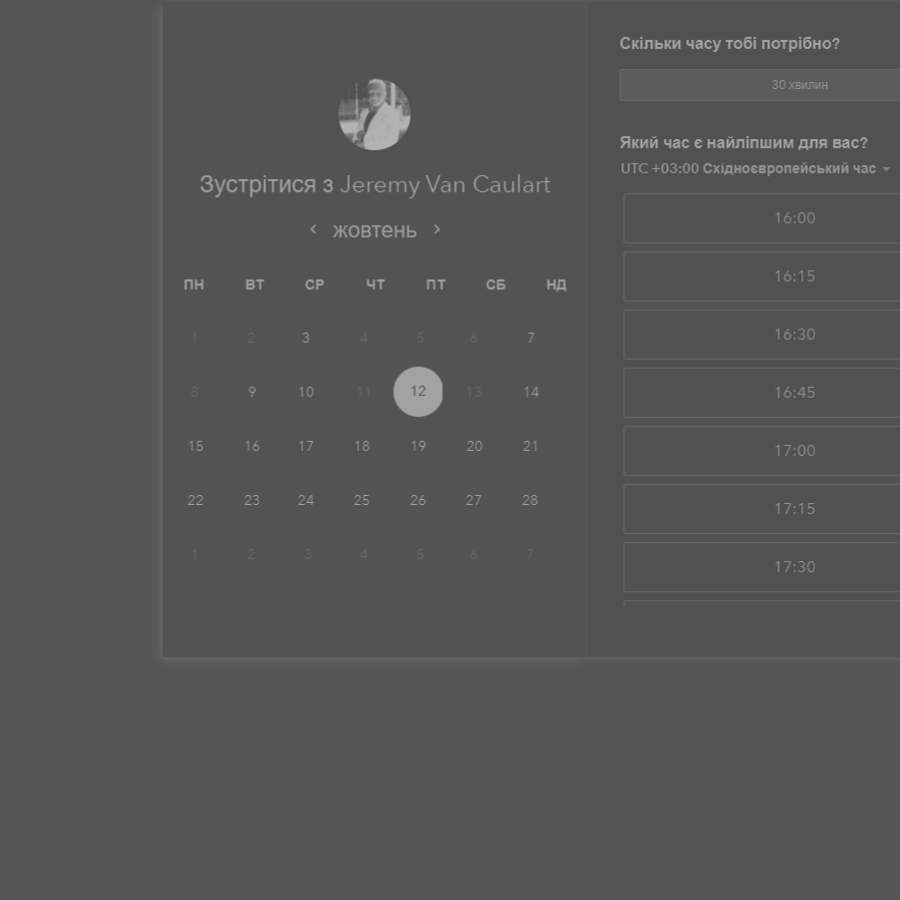 Зустрітися з Jeremy Van Caulart
жовтень
ПН ВТ СР ЧТ ПТ СБ НД
1 2 3 4 5 6 7
8 9 10 11 12 13 14
15 16 17 18 19 20 21
22 23 24 25 26 27 28
1 2 3 4 5 6 7
Скільки часу тобі потрібно?
30 хвилин
Який час є найліпшим для вас?
UTC +03:00 Східноєвропейський час
16:00
16:15
16:30
16:45
17:00
17:15
17:30